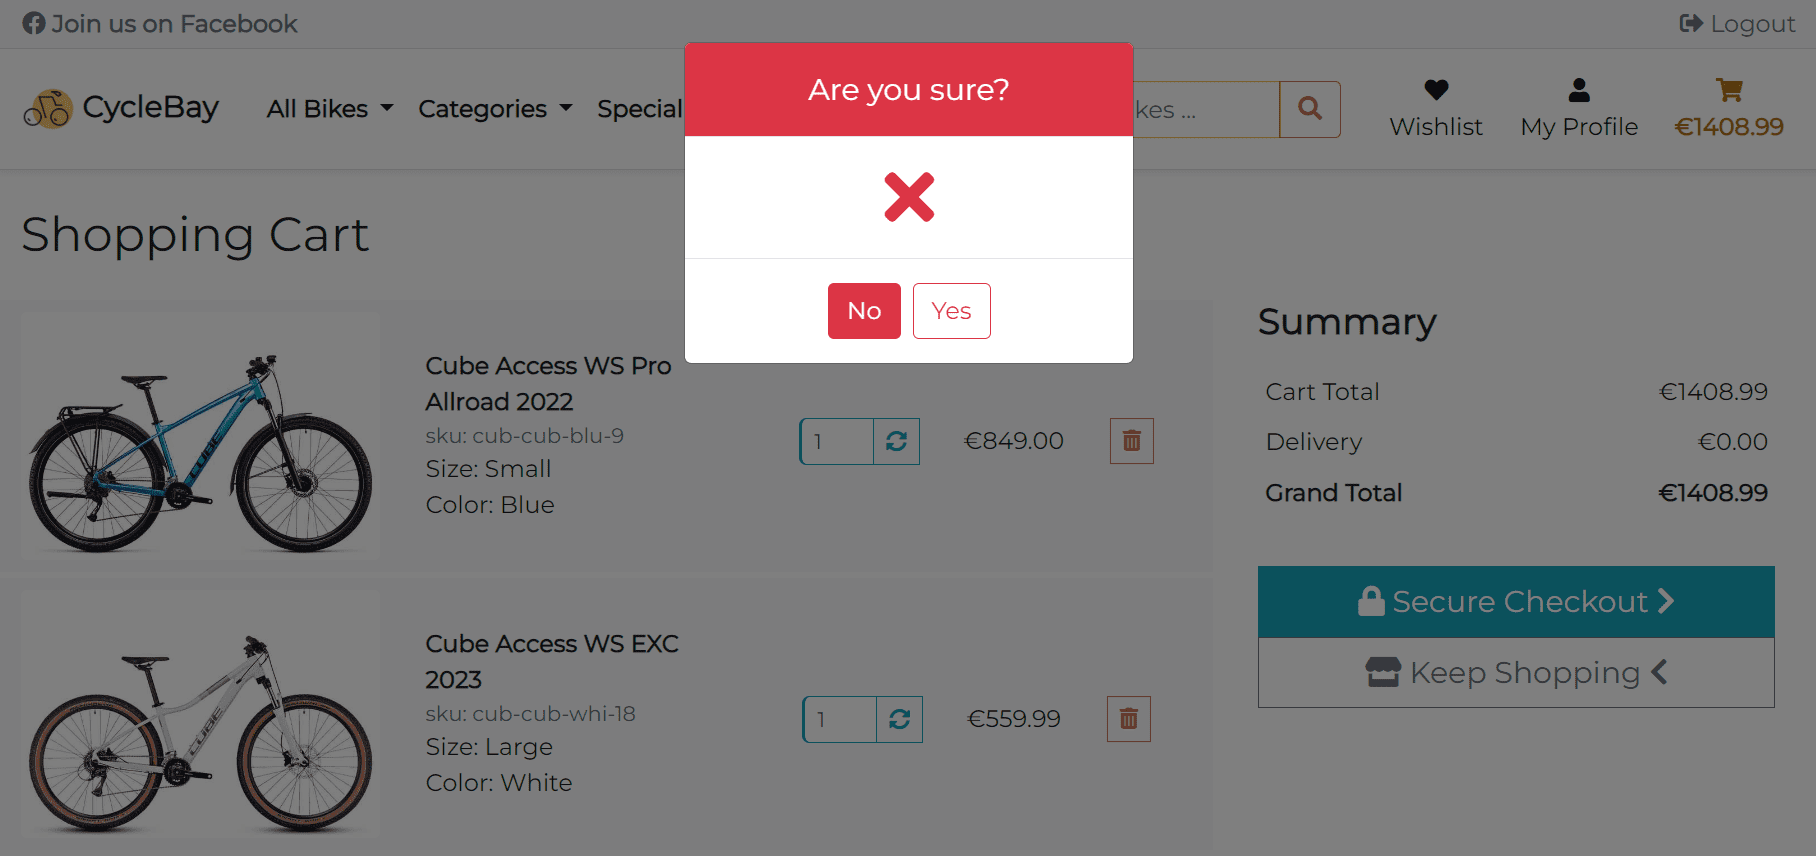 Join us on Facebook
Logout
Are you sure?
CycleBay
All Bikes
Categories
Special
kes ...
Wishlist
My Profile
€1408.99
Shopping Cart
No
Yes
Cube Access WS Pro
Allroad 2022
sku: cub-cub-blu-9
Size: Small
Color: Blue
1
€849.00
CUBE
Cube Access WS EXC
2023
sku: cub-cub-whi-18
Size: Large
Color: White
1
€559.99
CUBE
Summary
Cart Total €1408.99
Delivery €0.00
Grand Total €1408.99
Secure Checkout
Keep Shopping